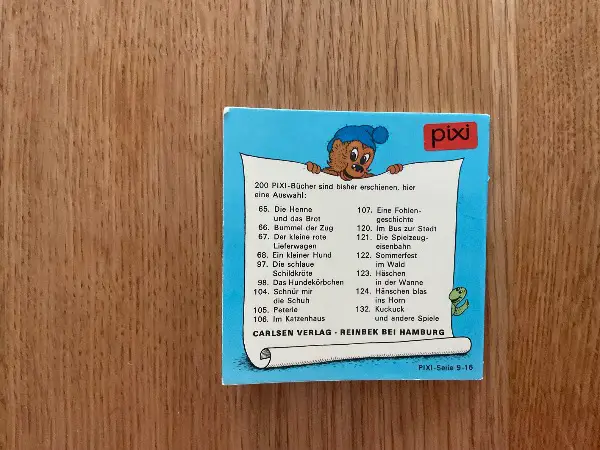 pixi
200 PIXI-Bücher sind bisher erschienen, hier
eine Auswahl:
65. Die Henne
und das Brot
66. Bummel der Zug
67. Der kleine rote
Lieferwagen
68. Ein kleiner Hund
97. Die schlaue
Schildkröte
98. Das Hundekörbchen
104. Schnür mir
die Schuh
105. Peterle
106. Im Katzenhaus
107. Eine Fohlen-
geschichte
120. Im Bus zur Stadt
121. Die Spielzeug-
eisenbahn
122. Sommerfest
im Wald
123. Häschen
in der Wanne
124. Hänschen blas
ins Horn
132. Kuckuck
und andere Spiele
CARLSEN VERLAG - REINBEK BEI HAMBURG
PIXI-Serie 9-16